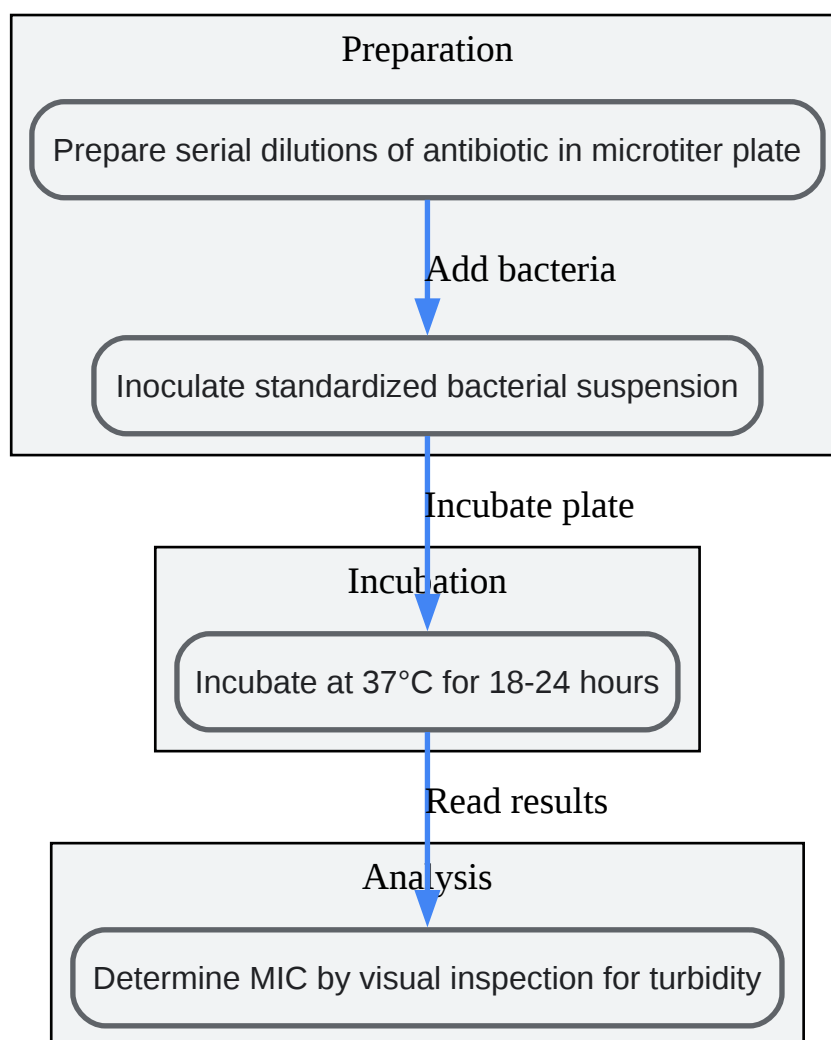 Preparation
Prepare serial dilutions of antibiotic in microtiter plate
Add bacteria
Inoculate standardized bacterial suspension
Incubate plate
Incubation
Incubate at 37°C for 18-24 hours
Read results
Analysis
Determine MIC by visual inspection for turbidity